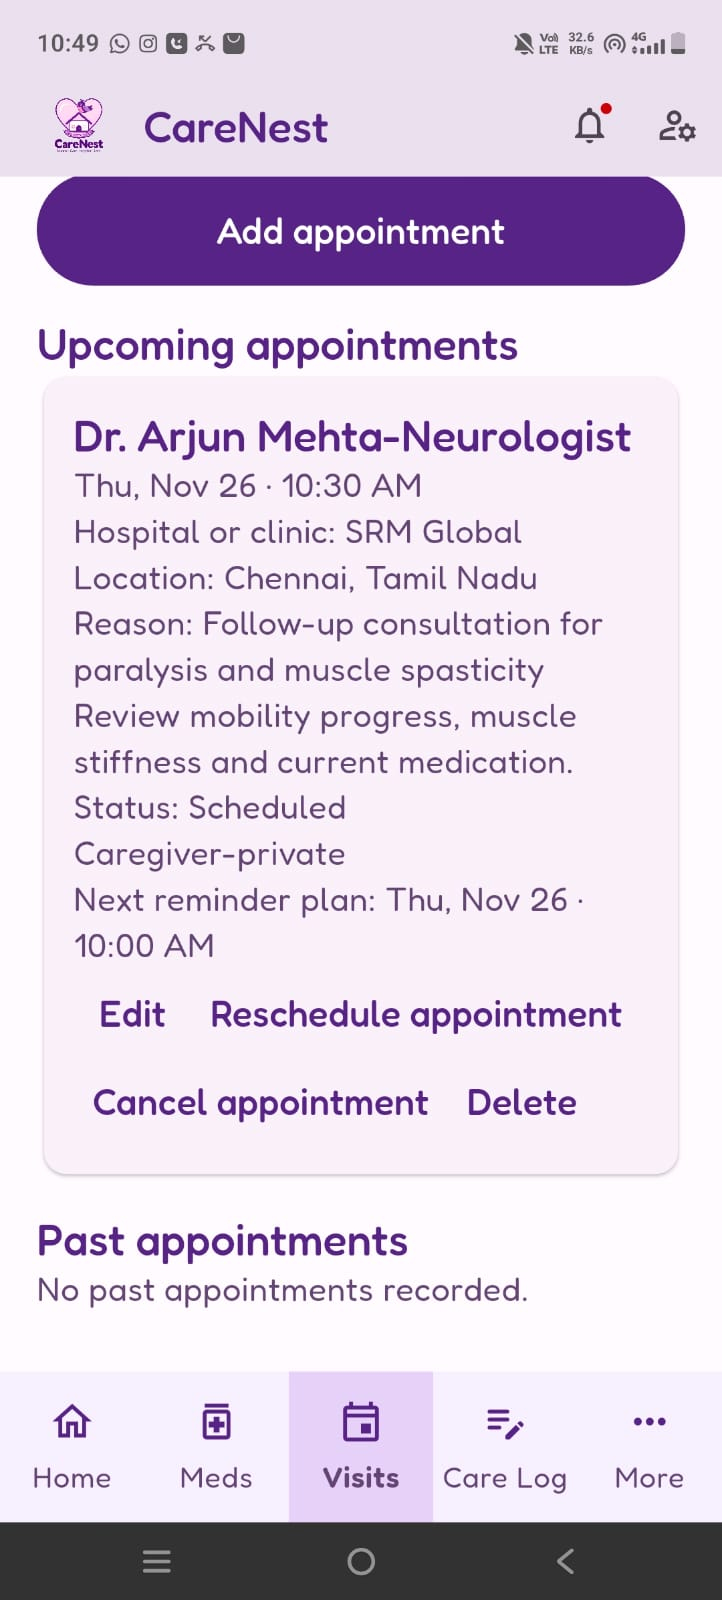 10:49
Vo) LTE
32.6 KB/s
4G
CareNest
CareNest
Add appointment
Upcoming appointments
Dr. Arjun Mehta-Neurologist
Thu, Nov 26 · 10:30 AM
Hospital or clinic: SRM Global
Location: Chennai, Tamil Nadu
Reason: Follow-up consultation for
paralysis and muscle spasticity
Review mobility progress, muscle
stiffness and current medication.
Status: Scheduled
Caregiver-private
Next reminder plan: Thu, Nov 26 ·
10:00 AM
Edit Reschedule appointment
Cancel appointment Delete
Past appointments
No past appointments recorded.
Home Meds Visits Care Log More